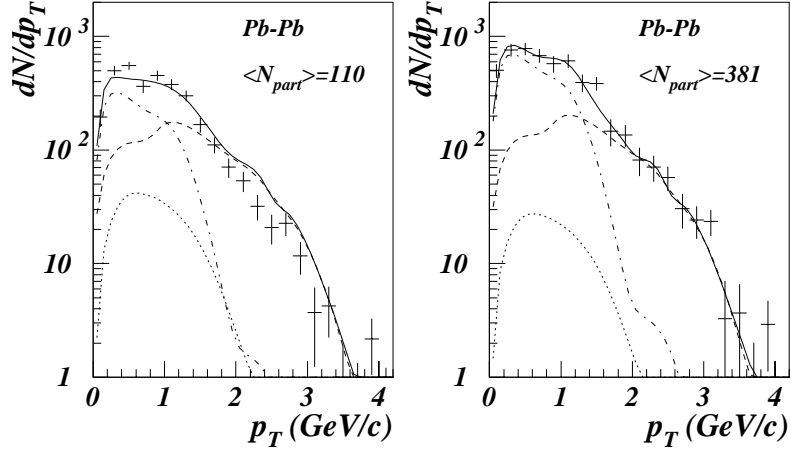 dN/dp_T
10^3
10^2
10
1
Pb-Pb
<N_part>=110
0 1 2 3 4
p_T (GeV/c)
dN/dp_T
10^3
10^2
10
1
Pb-Pb
<N_part>=381
0 1 2 3 4
p_T (GeV/c)